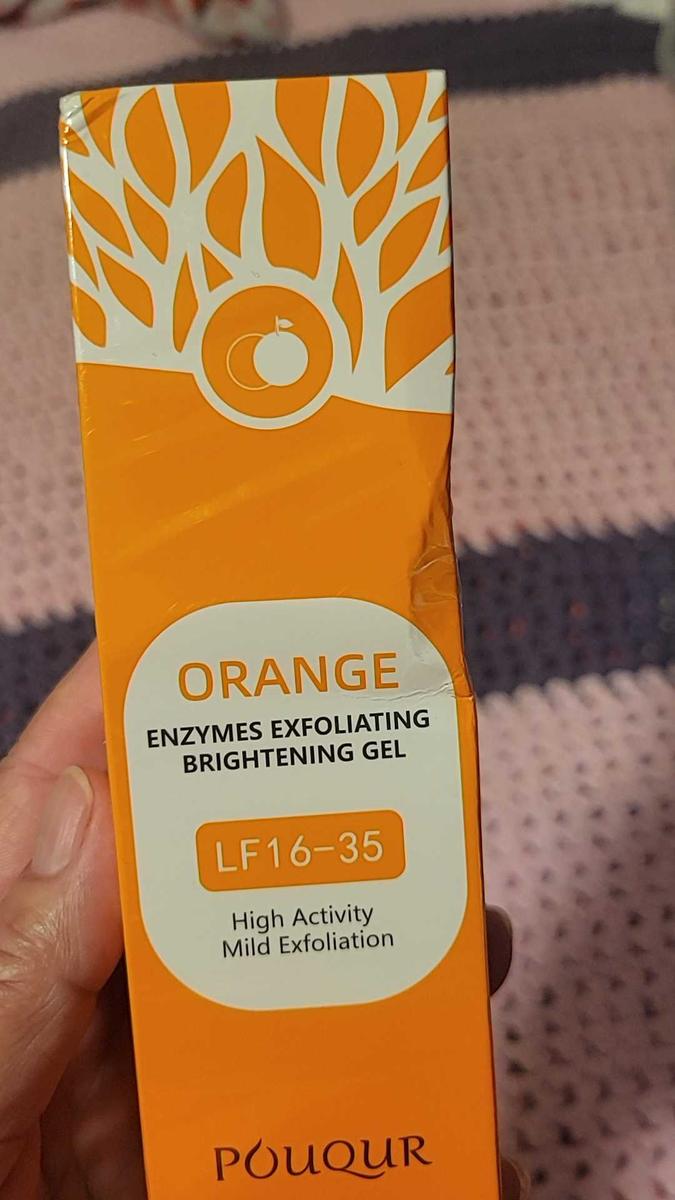 ORANGE
ENZYMES EXFOLIATING
BRIGHTENING GEL
LF16-35
High Activity
Mild Exfoliation
POUQUR